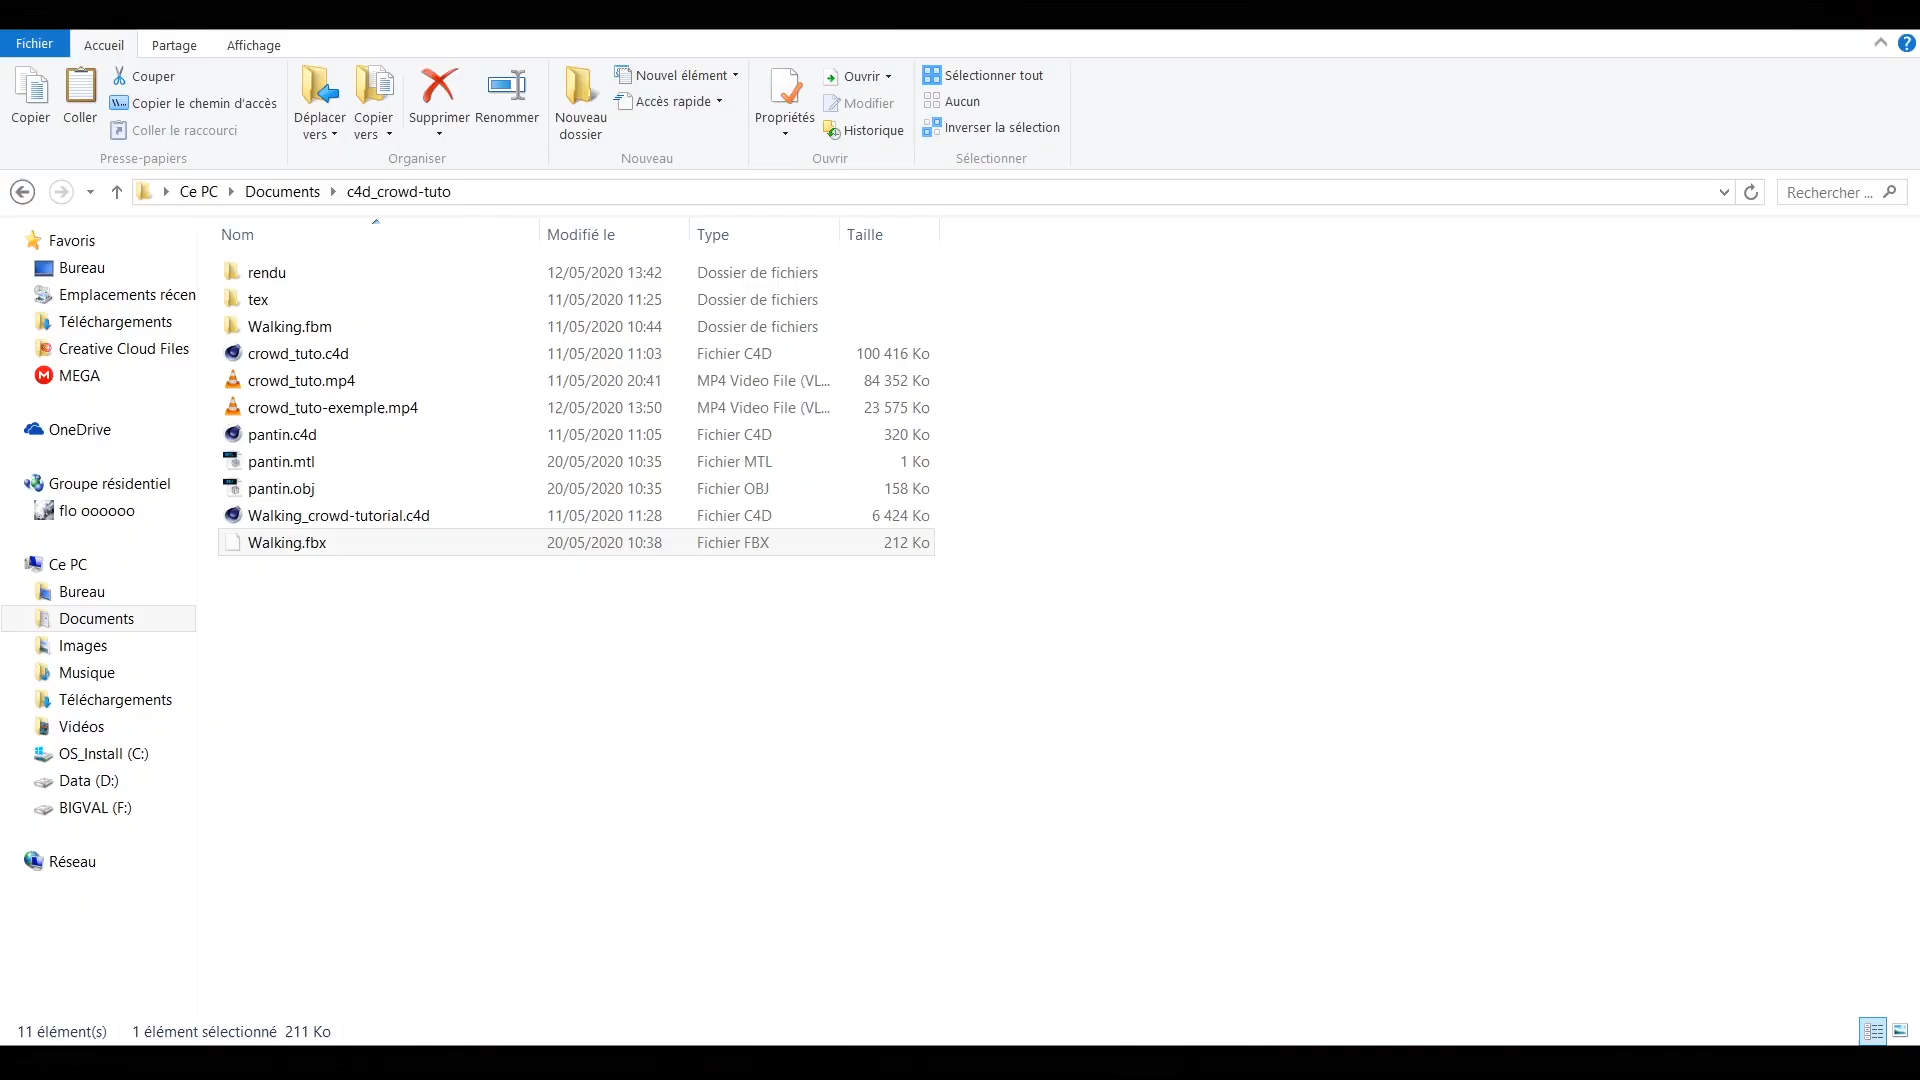 Fichier Accueil Partage Affichage
Copier
Coller
Couper
Copier le chemin d'accès
Coller le raccourci
Presse-papiers
Déplacer vers
Copier vers
Supprimer
Renommer
Organiser
Nouveau dossier
Nouvel élément
Accès rapide
Nouveau
Propriétés
Ouvrir
Modifier
Historique
Ouvrir
Sélectionner tout
Aucun
Inverser la sélection
Sélectionner
Ce PC Documents c4d_crowd-tuto
Rechercher ...
Favoris
Bureau
Emplacements récen
Téléchargements
Creative Cloud Files
MEGA
OneDrive
Groupe résidentiel
flo oooooo
Ce PC
Bureau
Documents
Images
Musique
Téléchargements
Vidéos
OS_Install (C:)
Data (D:)
BIGVAL (F:)
Réseau
Nom Modifié le Type Taille
rendu 12/05/2020 13:42 Dossier de fichiers
tex 11/05/2020 11:25 Dossier de fichiers
Walking.fbm 11/05/2020 10:44 Dossier de fichiers
crowd_tuto.c4d 11/05/2020 11:03 Fichier C4D 100 416 Ko
crowd_tuto.mp4 11/05/2020 20:41 MP4 Video File (VL... 84 352 Ko
crowd_tuto-exemple.mp4 12/05/2020 13:50 MP4 Video File (VL... 23 575 Ko
pantin.c4d 11/05/2020 11:05 Fichier C4D 320 Ko
pantin.mtl 20/05/2020 10:35 Fichier MTL 1 Ko
pantin.obj 20/05/2020 10:35 Fichier OBJ 158 Ko
Walking_crowd-tutorial.c4d 11/05/2020 11:28 Fichier C4D 6 424 Ko
Walking.fbx 20/05/2020 10:38 Fichier FBX 212 Ko
11 élément(s) 1 élément sélectionné 211 Ko